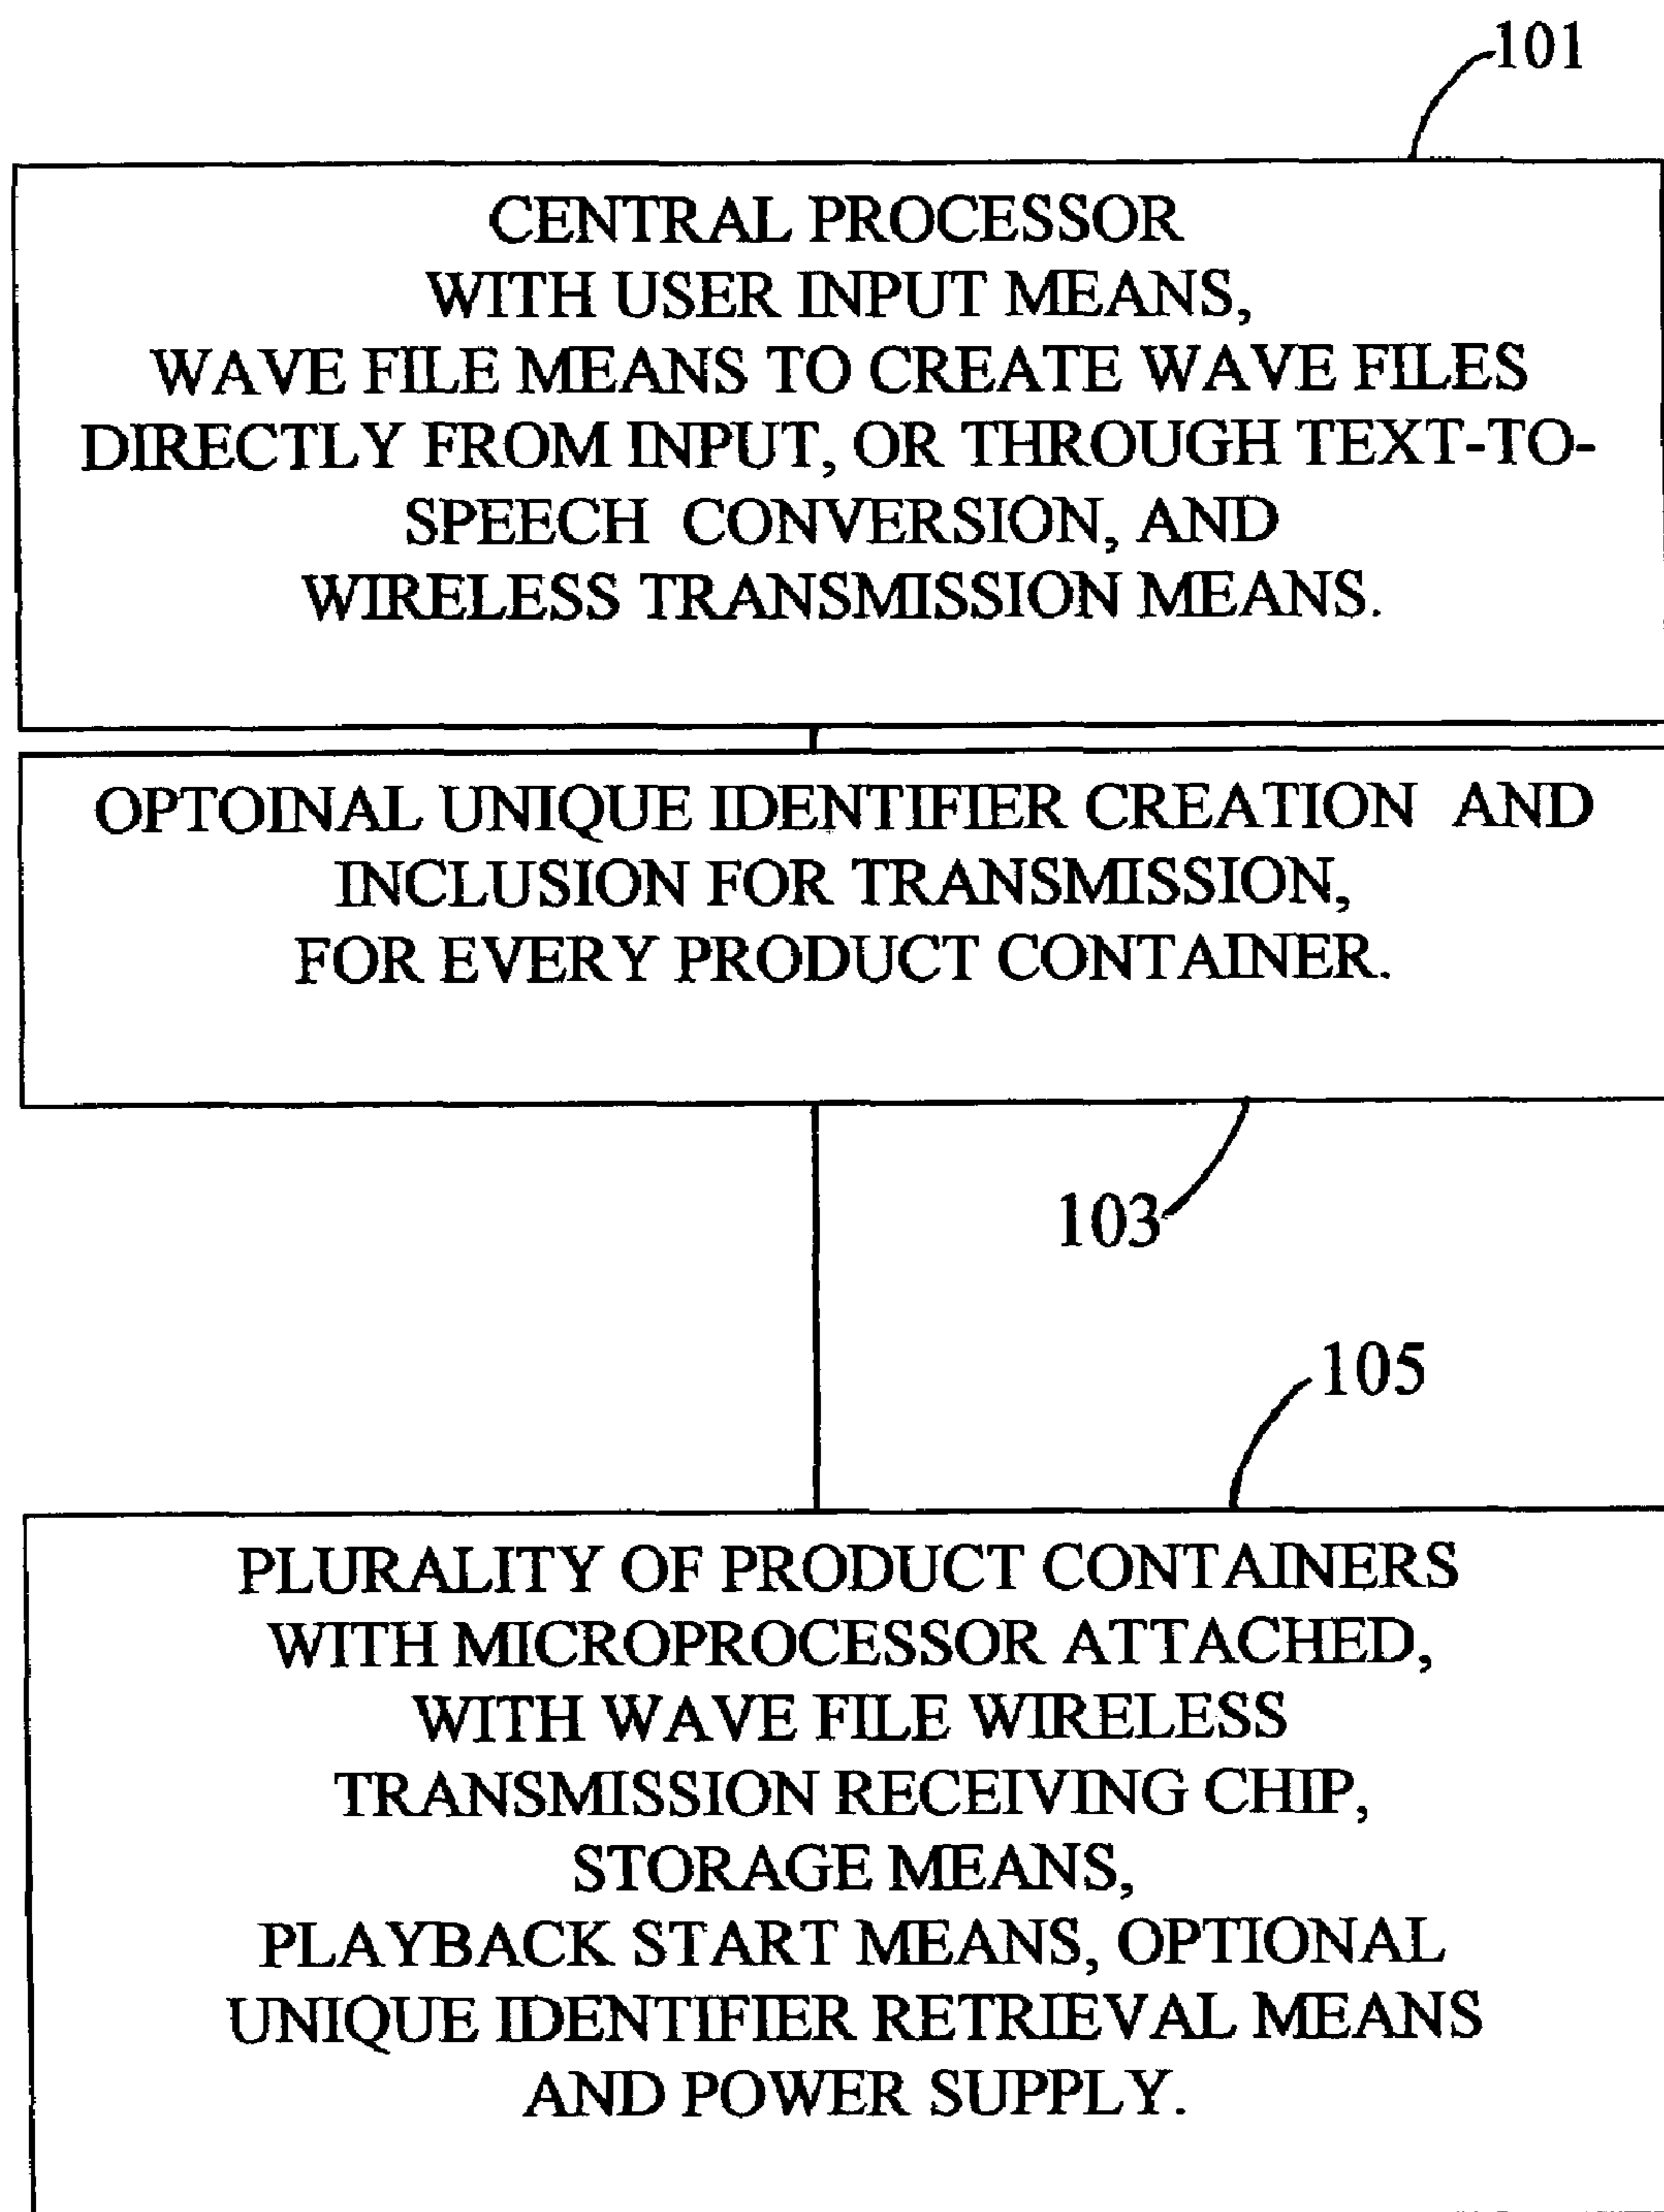 101
CENTRAL PROCESSOR
WITH USER INPUT MEANS,
WAVE FILE MEANS TO CREATE WAVE FILES
DIRECTLY FROM INPUT, OR THROUGH TEXT-TO-
SPEECH CONVERSION, AND
WIRELESS TRANSMISSION MEANS.
OPTOINAL UNIQUE IDENTIFIER CREATION AND
INCLUSION FOR TRANSMISSION,
FOR EVERY PRODUCT CONTAINER.
103
105
PLURALITY OF PRODUCT CONTAINERS
WITH MICROPROCESSOR ATTACHED,
WITH WAVE FILE WIRELESS
TRANSMISSION RECEIVING CHIP,
STORAGE MEANS,
PLAYBACK START MEANS, OPTIONAL
UNIQUE IDENTIFIER RETRIEVAL MEANS
AND POWER SUPPLY.